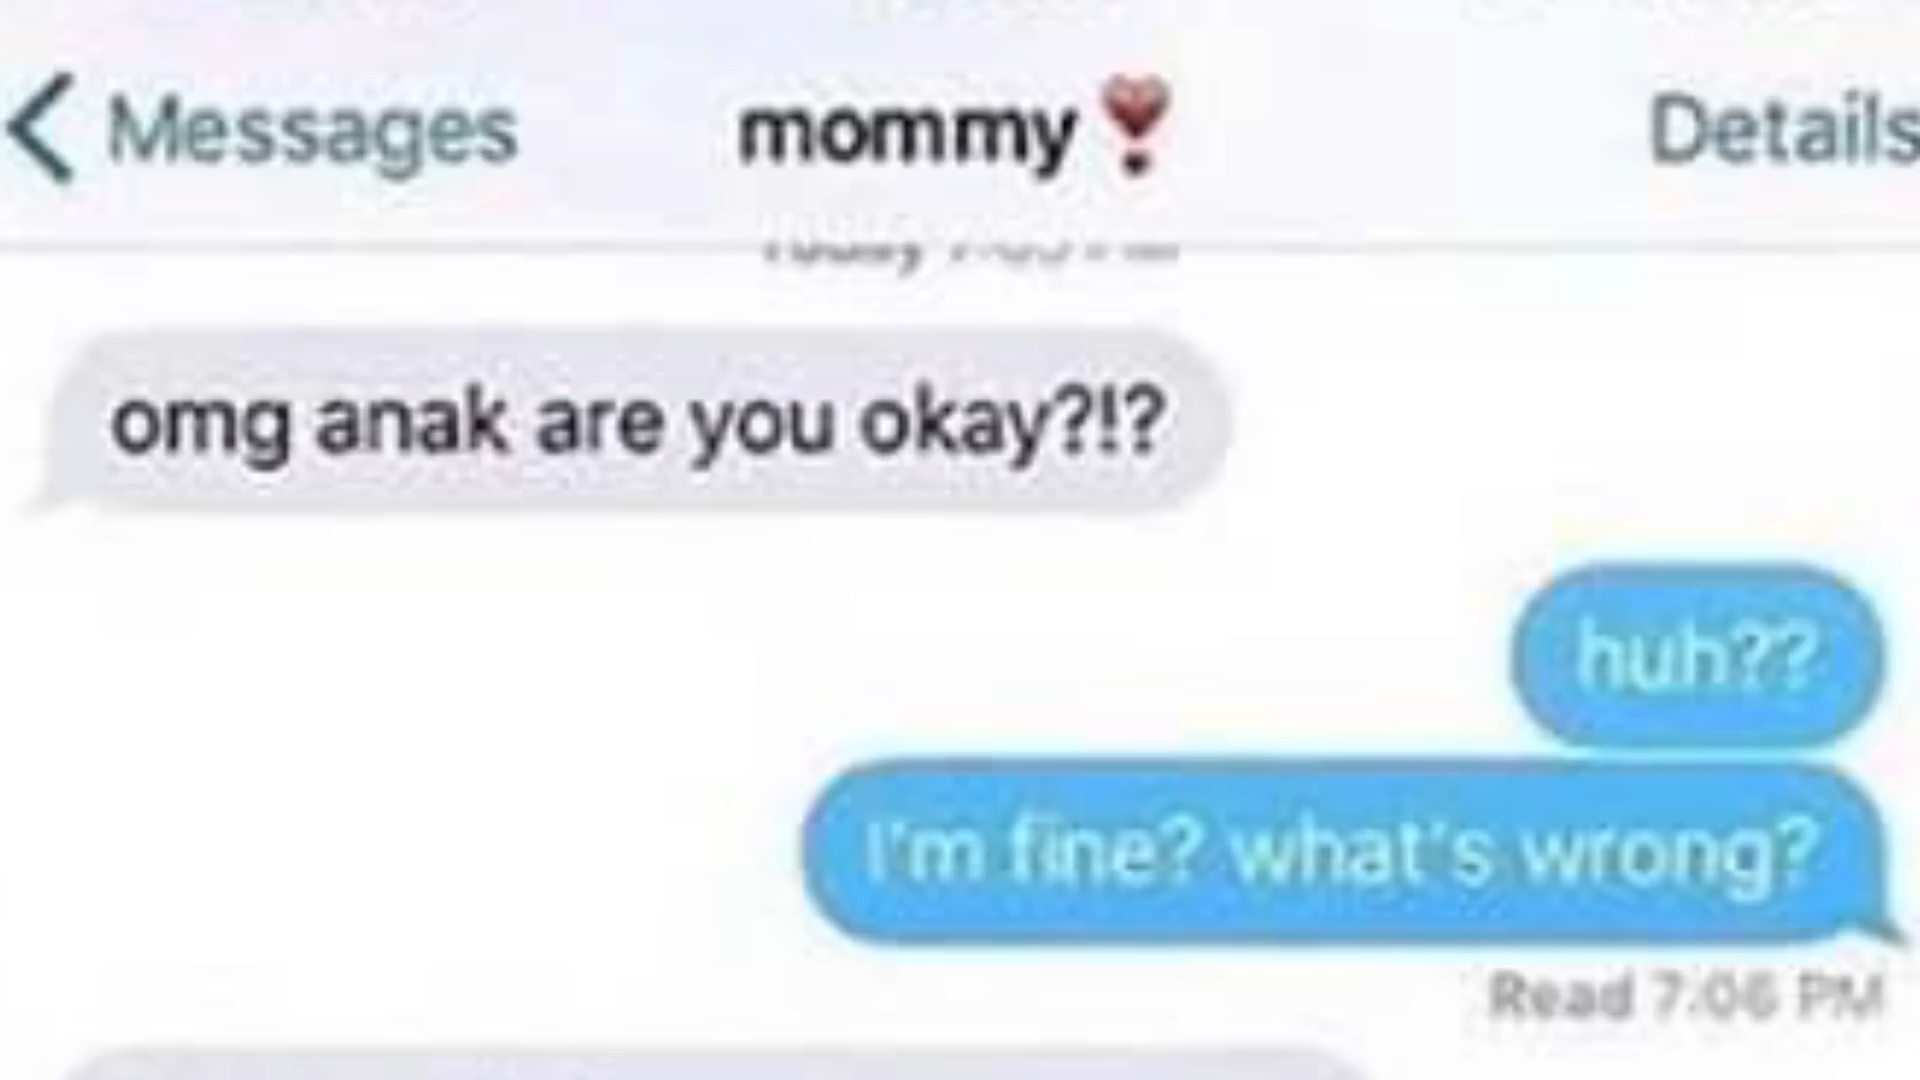 Messages mommy❣️ Details
omg anak are you okay?!?
huh??
I'm fine? what's wrong?
Read 7:06 PM